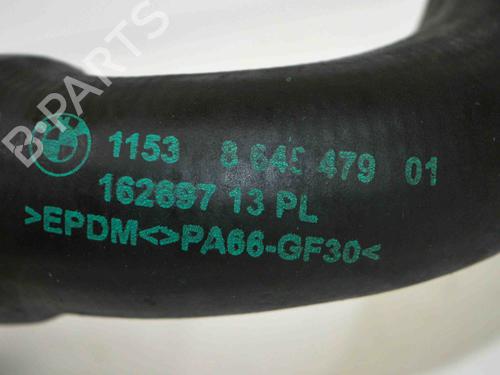 B-PARTS
1153 8 645 479 01
162697 13 PL
>EPDM<>PA66-GF30<